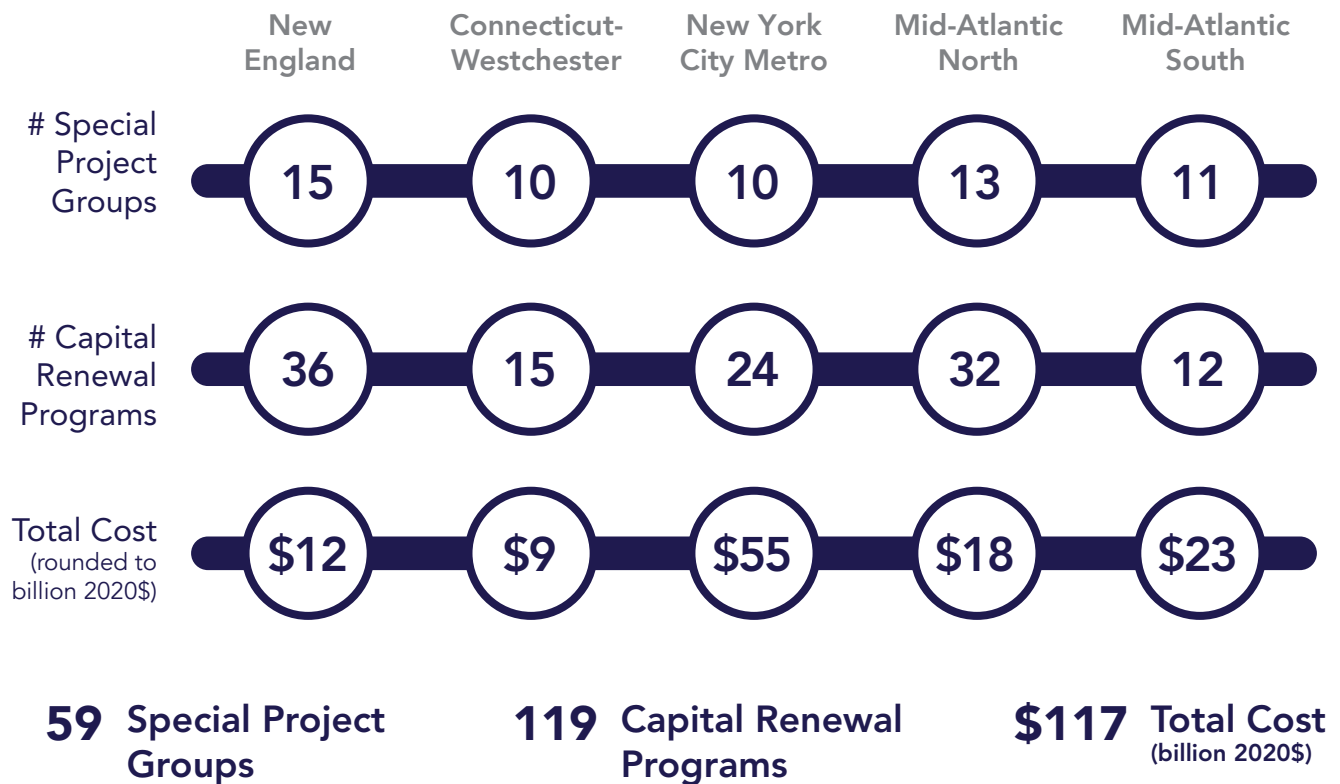 New England
Connecticut-Westchester
New York City Metro
Mid-Atlantic North
Mid-Atlantic South
# Special
Project
Groups
15 10 10 13 11
# Capital
Renewal
Programs
36 15 24 32 12
Total Cost
(rounded to
billion 2020$)
$12 $9 $55 $18 $23
59 Special Project
Groups
119 Capital Renewal
Programs
$117 Total Cost
(billion 2020$)